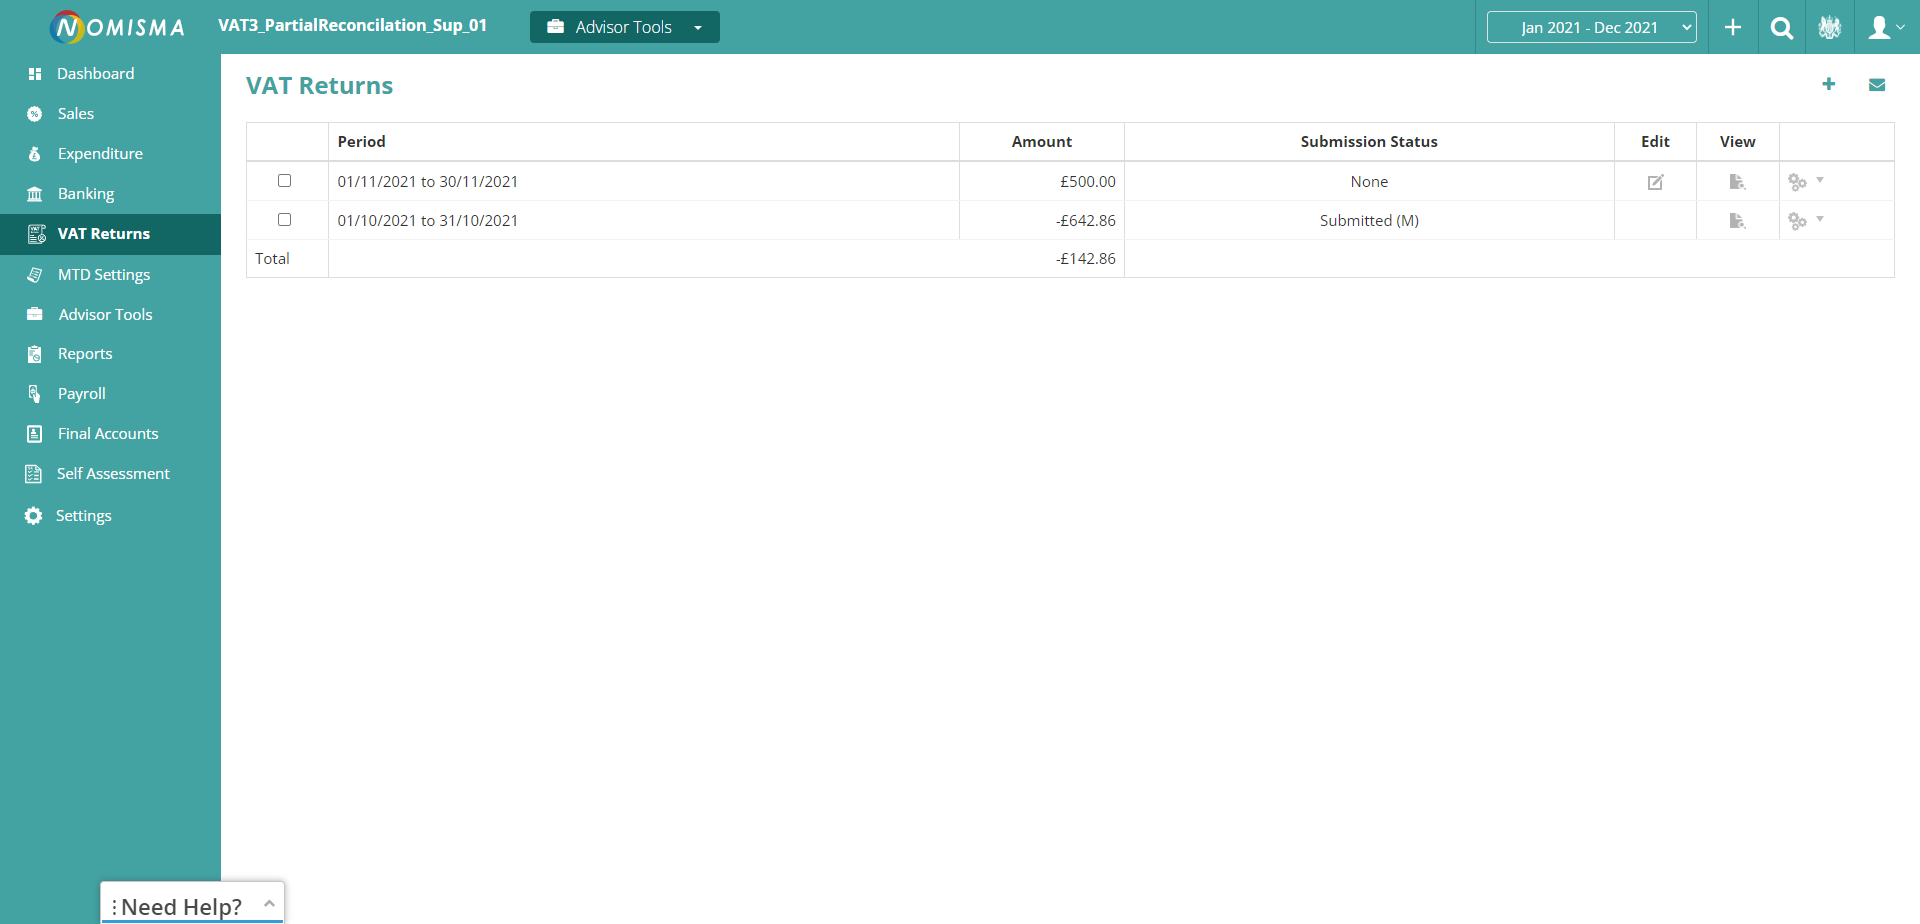 NOMISMA VAT3_PartialReconcilation_Sup_01 Advisor Tools Jan 2021 - Dec 2021
Dashboard
Sales
Expenditure
Banking
VAT Returns
MTD Settings
Advisor Tools
Reports
Payroll
Final Accounts
Self Assessment
Settings
VAT Returns
Period Amount Submission Status Edit View
01/11/2021 to 30/11/2021 £500.00 None
01/10/2021 to 31/10/2021 -£642.86 Submitted (M)
Total -£142.86
Need Help?